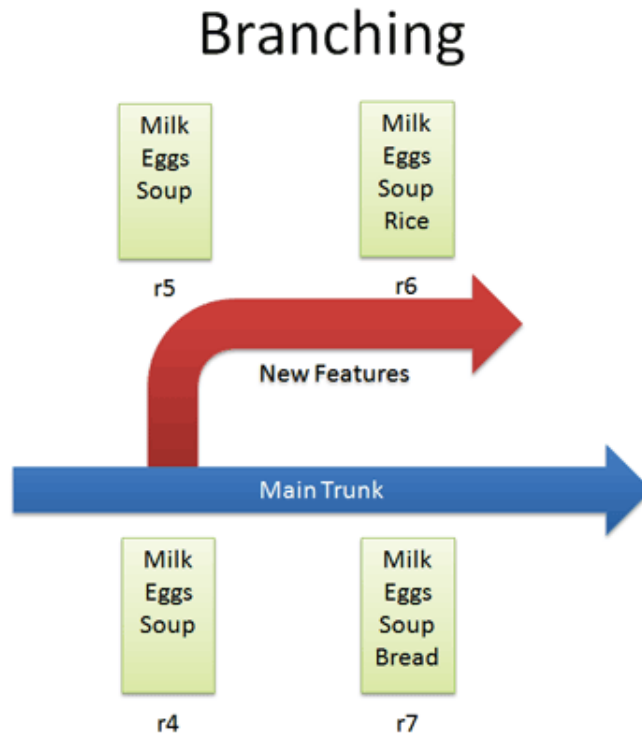 Branching
Milk
Eggs
Soup
r5
Milk
Eggs
Soup
Rice
r6
New Features
Main Trunk
Milk
Eggs
Soup
r4
Milk
Eggs
Soup
Bread
r7